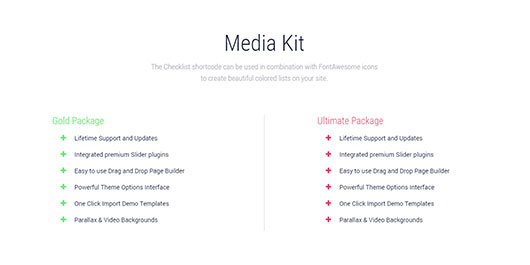 Media Kit
The Checklist shortcode can be used in combination with FontAwesome icons
to create beautiful colored lists on your site.
Gold Package
Lifetime Support and Updates
Integrated premium Slider plugins
Easy to use Drag and Drop Page Builder
Powerful Theme Options Interface
One Click Import Demo Templates
Parallax & Video Backgrounds
Ultimate Package
Lifetime Support and Updates
Integrated premium Slider plugins
Easy to use Drag and Drop Page Builder
Powerful Theme Options Interface
One Click Import Demo Templates
Parallax & Video Backgrounds